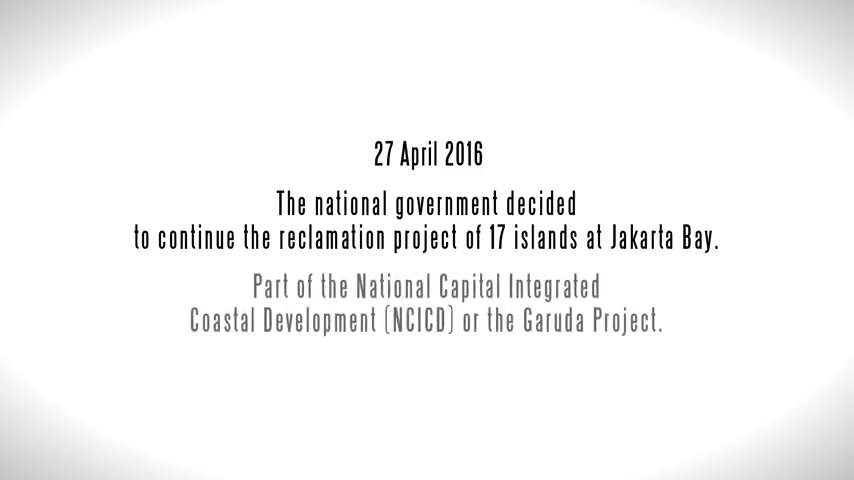 27 April 2016
The national government decided
to continue the reclamation project of 17 islands at Jakarta Bay.
Part of the National Capital Integrated
Coastal Development (NCICD) or the Garuda Project.